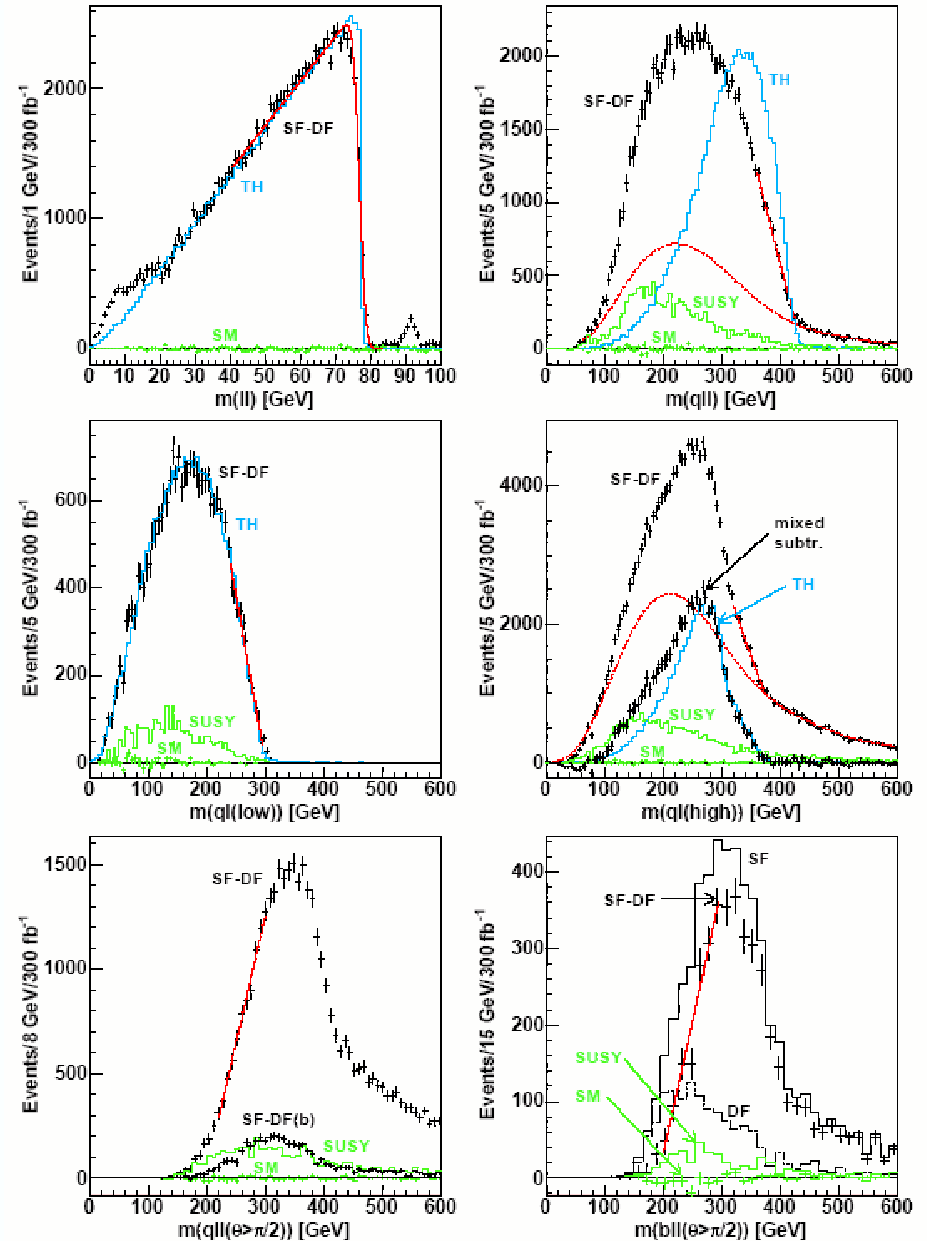 Events/1 GeV/300 fb⁻¹
2000
1000
0
SF-DF
TH
SM
0 10 20 30 40 50 60 70 80 90 100
m(ll) [GeV]
Events/5 GeV/300 fb⁻¹
2000
1500
1000
500
0
SF-DF
TH
SUSY
SM
0 100 200 300 400 500 600
m(qll) [GeV]
Events/5 GeV/300 fb⁻¹
600
400
200
0
SF-DF
TH
SUSY
SM
0 100 200 300 400 500 600
m(ql(low)) [GeV]
Events/5 GeV/300 fb⁻¹
4000
2000
0
SF-DF
mixed
subtr.
TH
SUSY
SM
0 100 200 300 400 500 600
m(ql(high)) [GeV]
Events/8 GeV/300 fb⁻¹
1500
1000
500
0
SF-DF
SF-DF(b)
SUSY
SM
0 100 200 300 400 500 600
m(qll(θ>π/2)) [GeV]
Events/15 GeV/300 fb⁻¹
400
300
200
100
0
SF
SF-DF
SUSY
SM
DF
0 100 200 300 400 500 600
m(bll(θ>π/2)) [GeV]